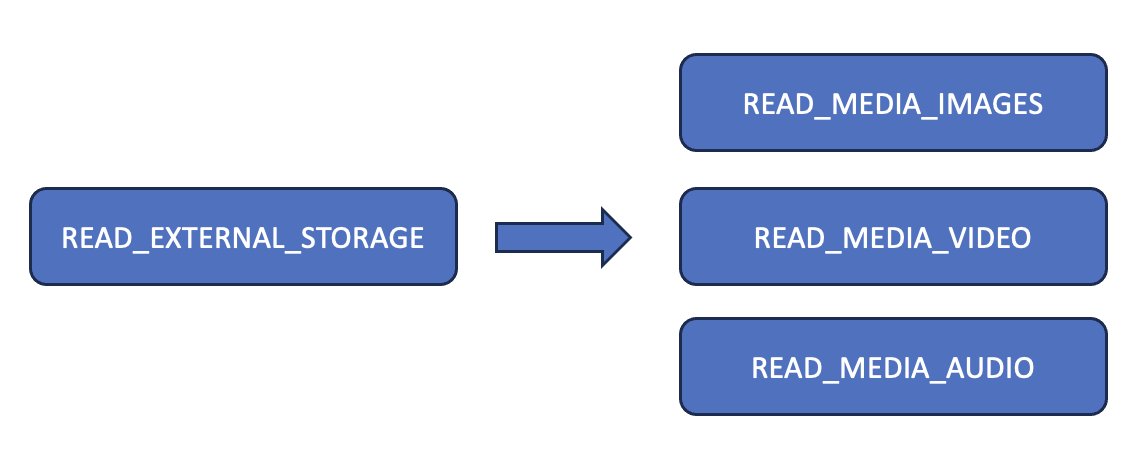 READ_EXTERNAL_STORAGE
READ_MEDIA_IMAGES
READ_MEDIA_VIDEO
READ_MEDIA_AUDIO